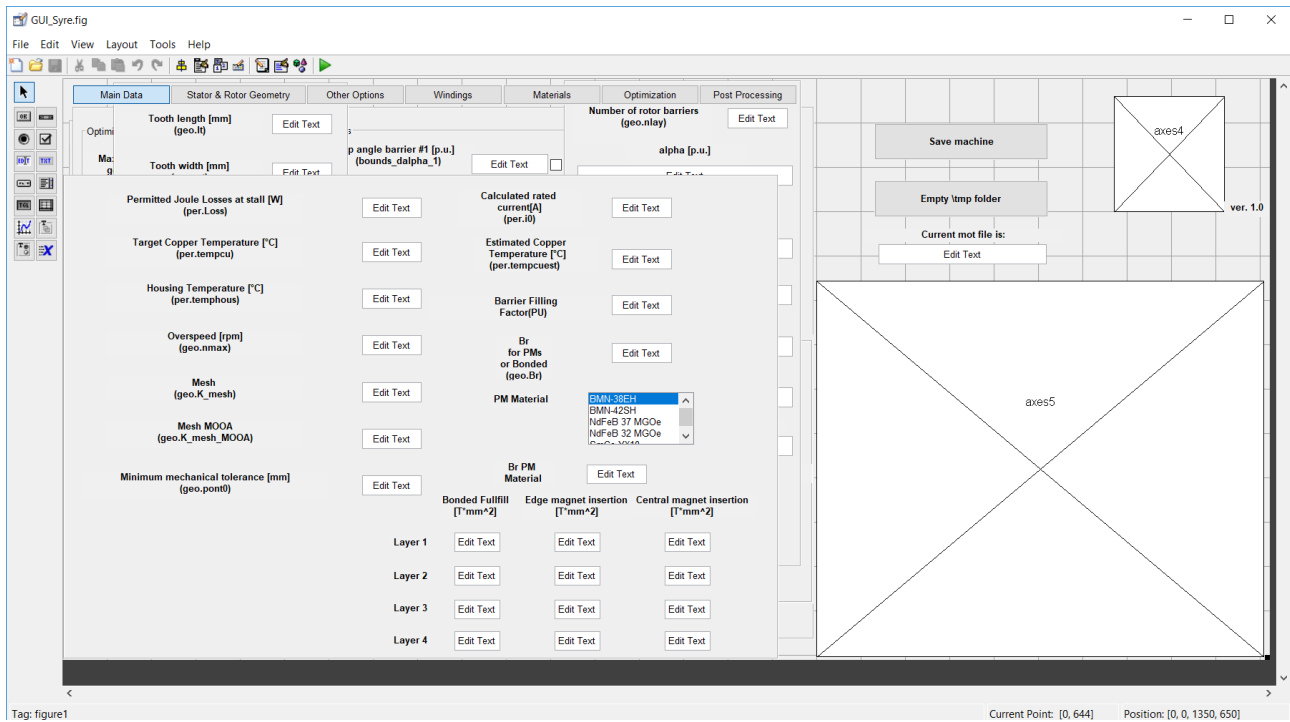 GUI_Syre.fig
File Edit View Layout Tools Help
Main Data Stator & Rotor Geometry Other Options Windings Materials Optimization Post Processing
Tooth length [mm]
(geo.lt)
Edit Text
Tooth width [mm]
Edit Text
Optimi
Ma
g
s
p angle barrier #1 [p.u.]
(bounds_dalpha_1)
Edit Text
Number of rotor barriers
(geo.nlay)
Edit Text
alpha [p.u.]
Edit Text
Save machine
Empty \tmp folder
Current mot file is:
Edit Text
axes4
ver. 1.0
axes5
Permitted Joule Losses at stall [W]
(per.Loss)
Edit Text
Target Copper Temperature [°C]
(per.tempcu)
Edit Text
Housing Temperature [°C]
(per.temphous)
Edit Text
Overspeed [rpm]
(geo.nmax)
Edit Text
Mesh
(geo.K_mesh)
Edit Text
Mesh MOOA
(geo.K_mesh_MOOA)
Edit Text
Minimum mechanical tolerance [mm]
(geo.pont0)
Edit Text
Calculated rated
current[A]
(per.i0)
Edit Text
Estimated Copper
Temperature [°C]
(per.tempcuest)
Edit Text
Barrier Filling
Factor(PU)
Edit Text
Br
for PMs
or Bonded
(geo.Br)
Edit Text
PM Material
BMN-38EH
BMN-42SH
NdFeB 37 MGOe
NdFeB 32 MGOe
Br PM
Material
Edit Text
Bonded Fullfill
[T*mm^2]
Edge magnet insertion
[T*mm^2]
Central magnet insertion
[T*mm^2]
Layer 1 Edit Text Edit Text Edit Text
Layer 2 Edit Text Edit Text Edit Text
Layer 3 Edit Text Edit Text Edit Text
Layer 4 Edit Text Edit Text Edit Text
Tag: figure1
Current Point: [0, 644]
Position: [0, 0, 1350, 650]